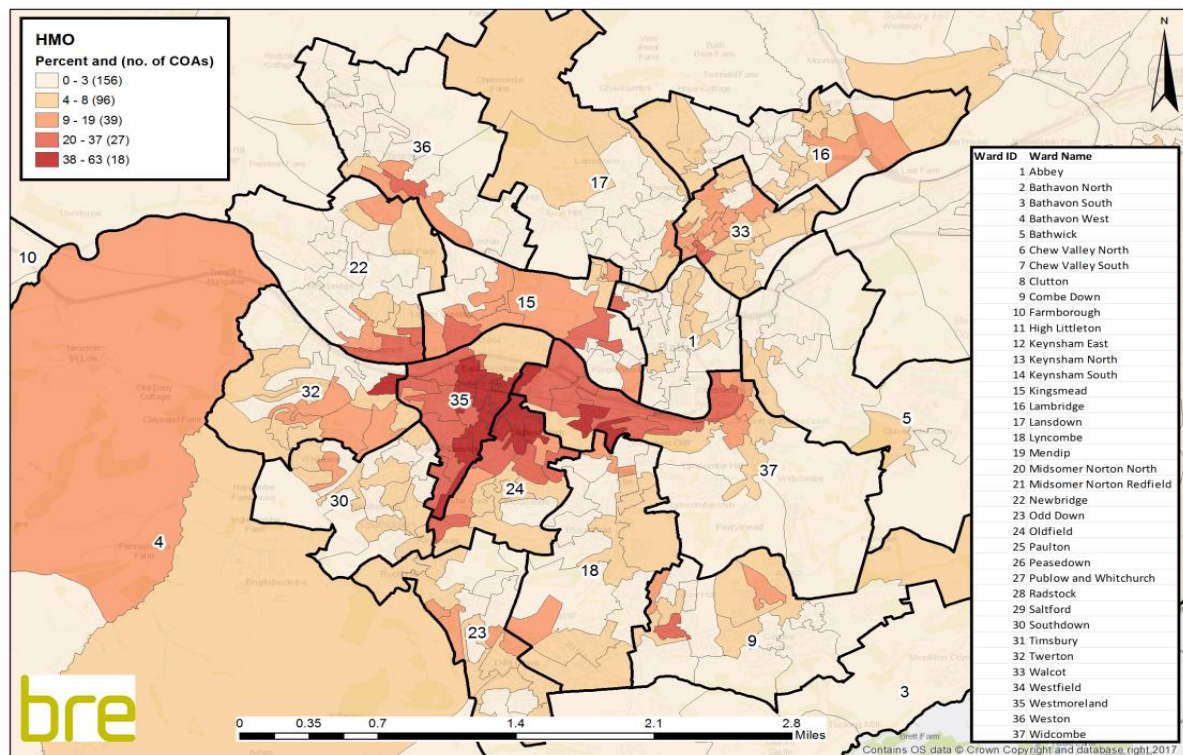 HMO
Percent and (no. of COAs)
0 - 3 (156)
4 - 8 (96)
9 - 19 (39)
20 - 37 (27)
38 - 63 (18)
N
36
17
16
33
10
22
15
1
32
35
5
37
24
30
4
18
23
9
3
Ward ID Ward Name
1 Abbey
2 Bathavon North
3 Bathavon South
4 Bathavon West
5 Bathwick
6 Chew Valley North
7 Chew Valley South
8 Clutton
9 Combe Down
10 Farmborough
11 High Littleton
12 Keynsham East
13 Keynsham North
14 Keynsham South
15 Kingsmead
16 Lambridge
17 Lansdown
18 Lyncombe
19 Mendip
20 Midsomer Norton North
21 Midsomer Norton Redfield
22 Newbridge
23 Odd Down
24 Oldfield
25 Paulton
26 Peasedown
27 Publow and Whitchurch
28 Radstock
29 Saltford
30 Southdown
31 Timsbury
32 Twerton
33 Walcot
34 Westfield
35 Westmoreland
36 Weston
37 Widcombe
bre
0 0.35 0.7 1.4 2.1 2.8
Miles
Contains OS data © Crown Copyright and database right 2017